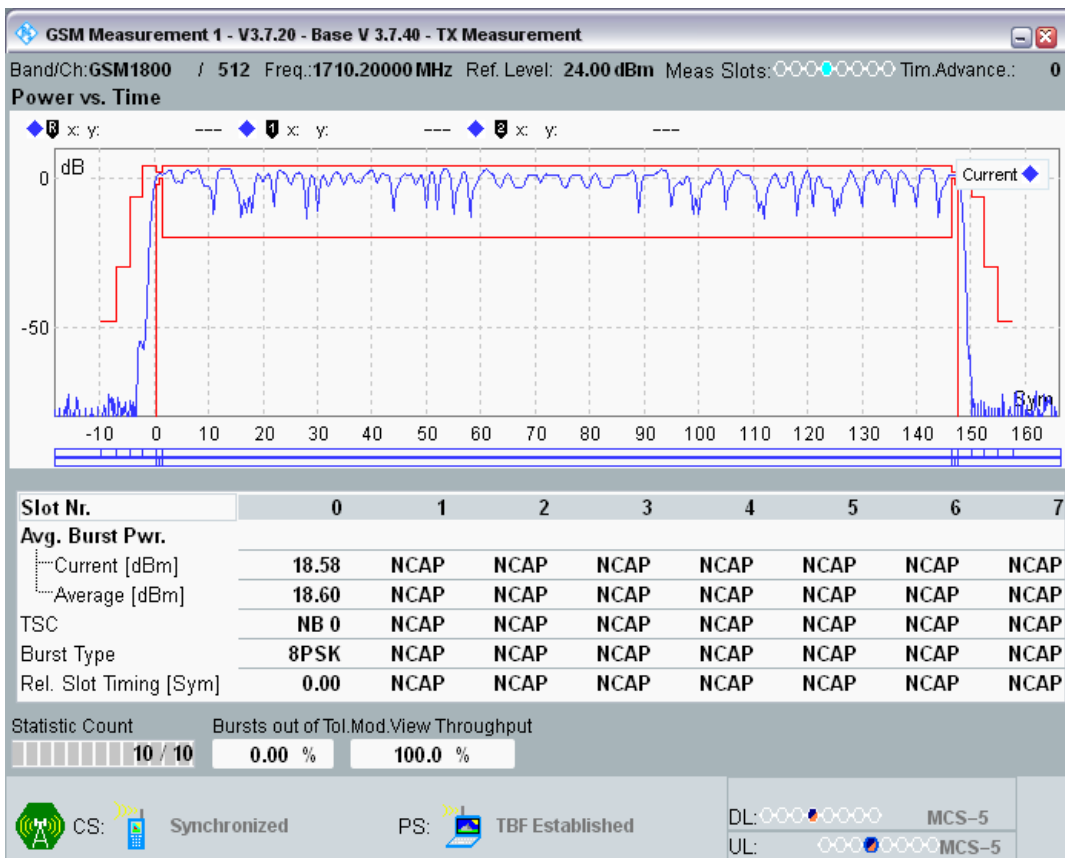 GSM Measurement 1 - V3.7.20 - Base V 3.7.40 - TX Measurement
Band/Ch:GSM1800 / 512 Freq.:1710.20000 MHz Ref. Level: 24.00 dBm Meas Slots: Tim.Advance.: 0
Power vs. Time
R x: y: --- 1 x: y: --- 2 x: y: ---
dB
Current
0
-50
Sym
-10 0 10 20 30 40 50 60 70 80 90 100 110 120 130 140 150 160
Slot Nr. 0 1 2 3 4 5 6 7
Avg. Burst Pwr.
Current [dBm] 18.58 NCAP NCAP NCAP NCAP NCAP NCAP NCAP
Average [dBm] 18.60 NCAP NCAP NCAP NCAP NCAP NCAP NCAP
TSC NB 0 NCAP NCAP NCAP NCAP NCAP NCAP NCAP
Burst Type 8PSK NCAP NCAP NCAP NCAP NCAP NCAP NCAP
Rel. Slot Timing [Sym] 0.00 NCAP NCAP NCAP NCAP NCAP NCAP NCAP
Statistic Count Bursts out of Tol.Mod.View Throughput
10 / 10 0.00 % 100.0 %
CS: Synchronized PS: TBF Established DL: MCS-5
UL: MCS-5